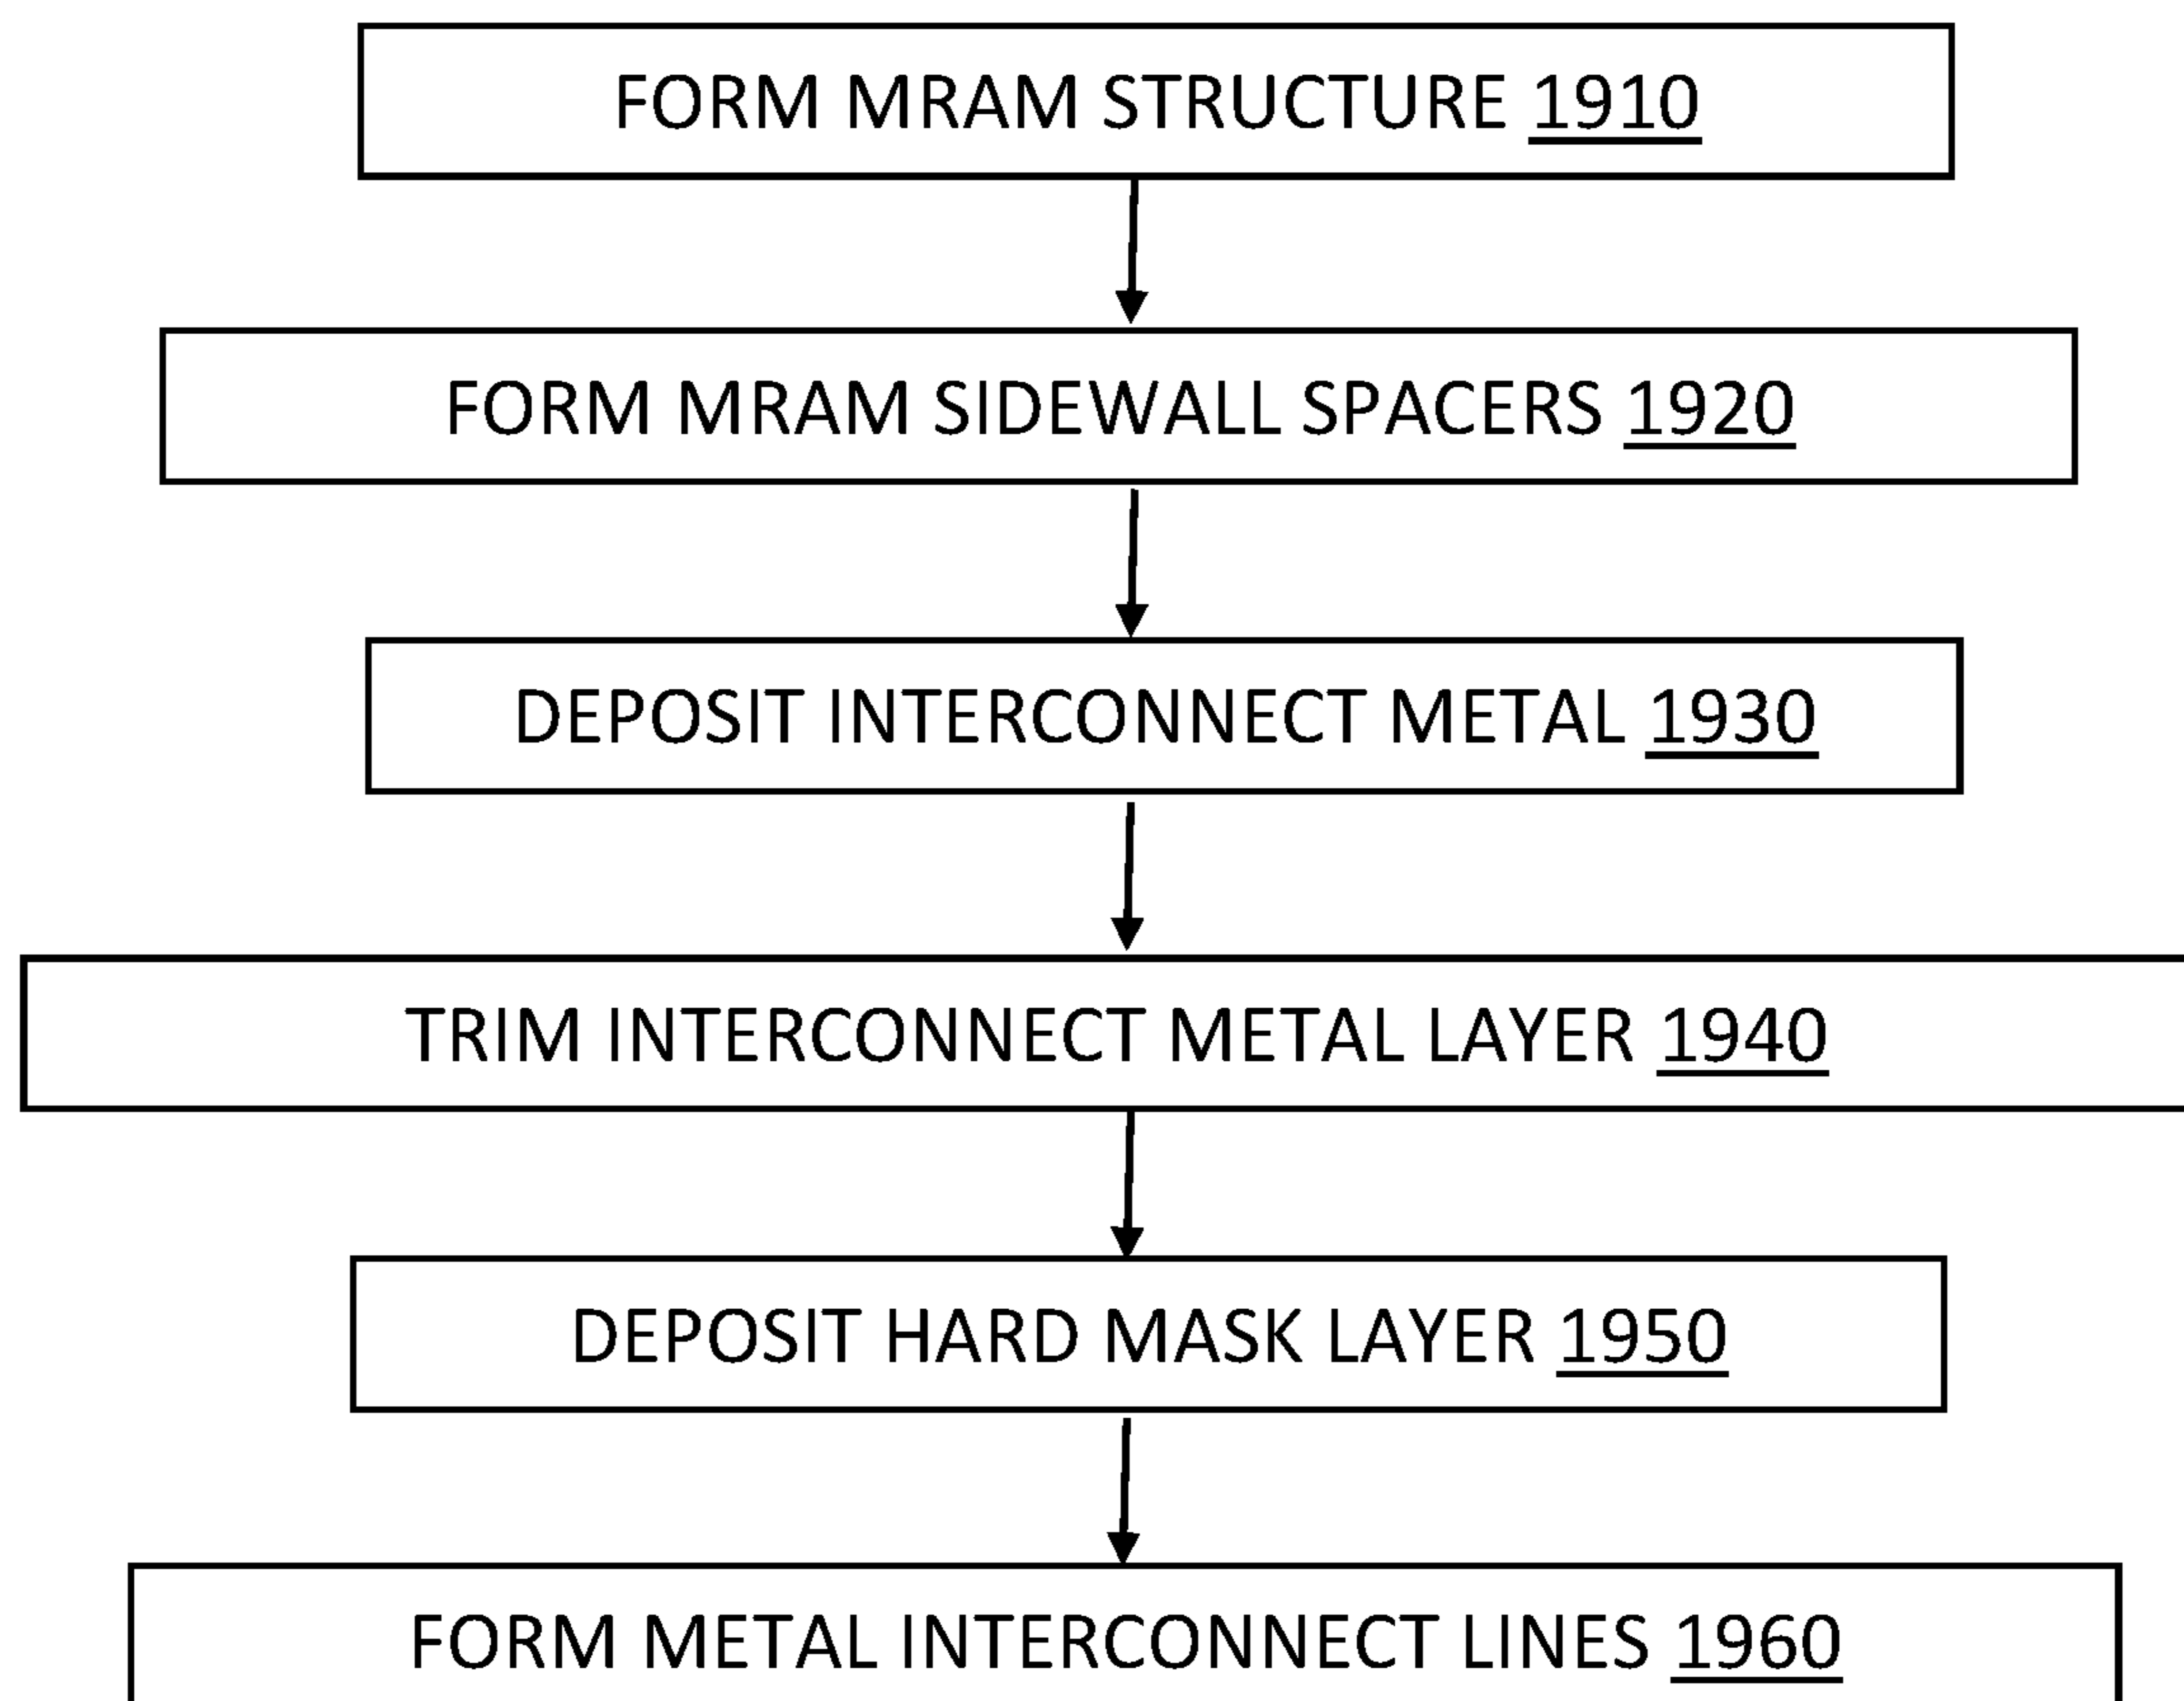 FORM MRAM STRUCTURE 1910
FORM MRAM SIDEWALL SPACERS 1920
DEPOSIT INTERCONNECT METAL 1930
TRIM INTERCONNECT METAL LAYER 1940
DEPOSIT HARD MASK LAYER 1950
FORM METAL INTERCONNECT LINES 1960